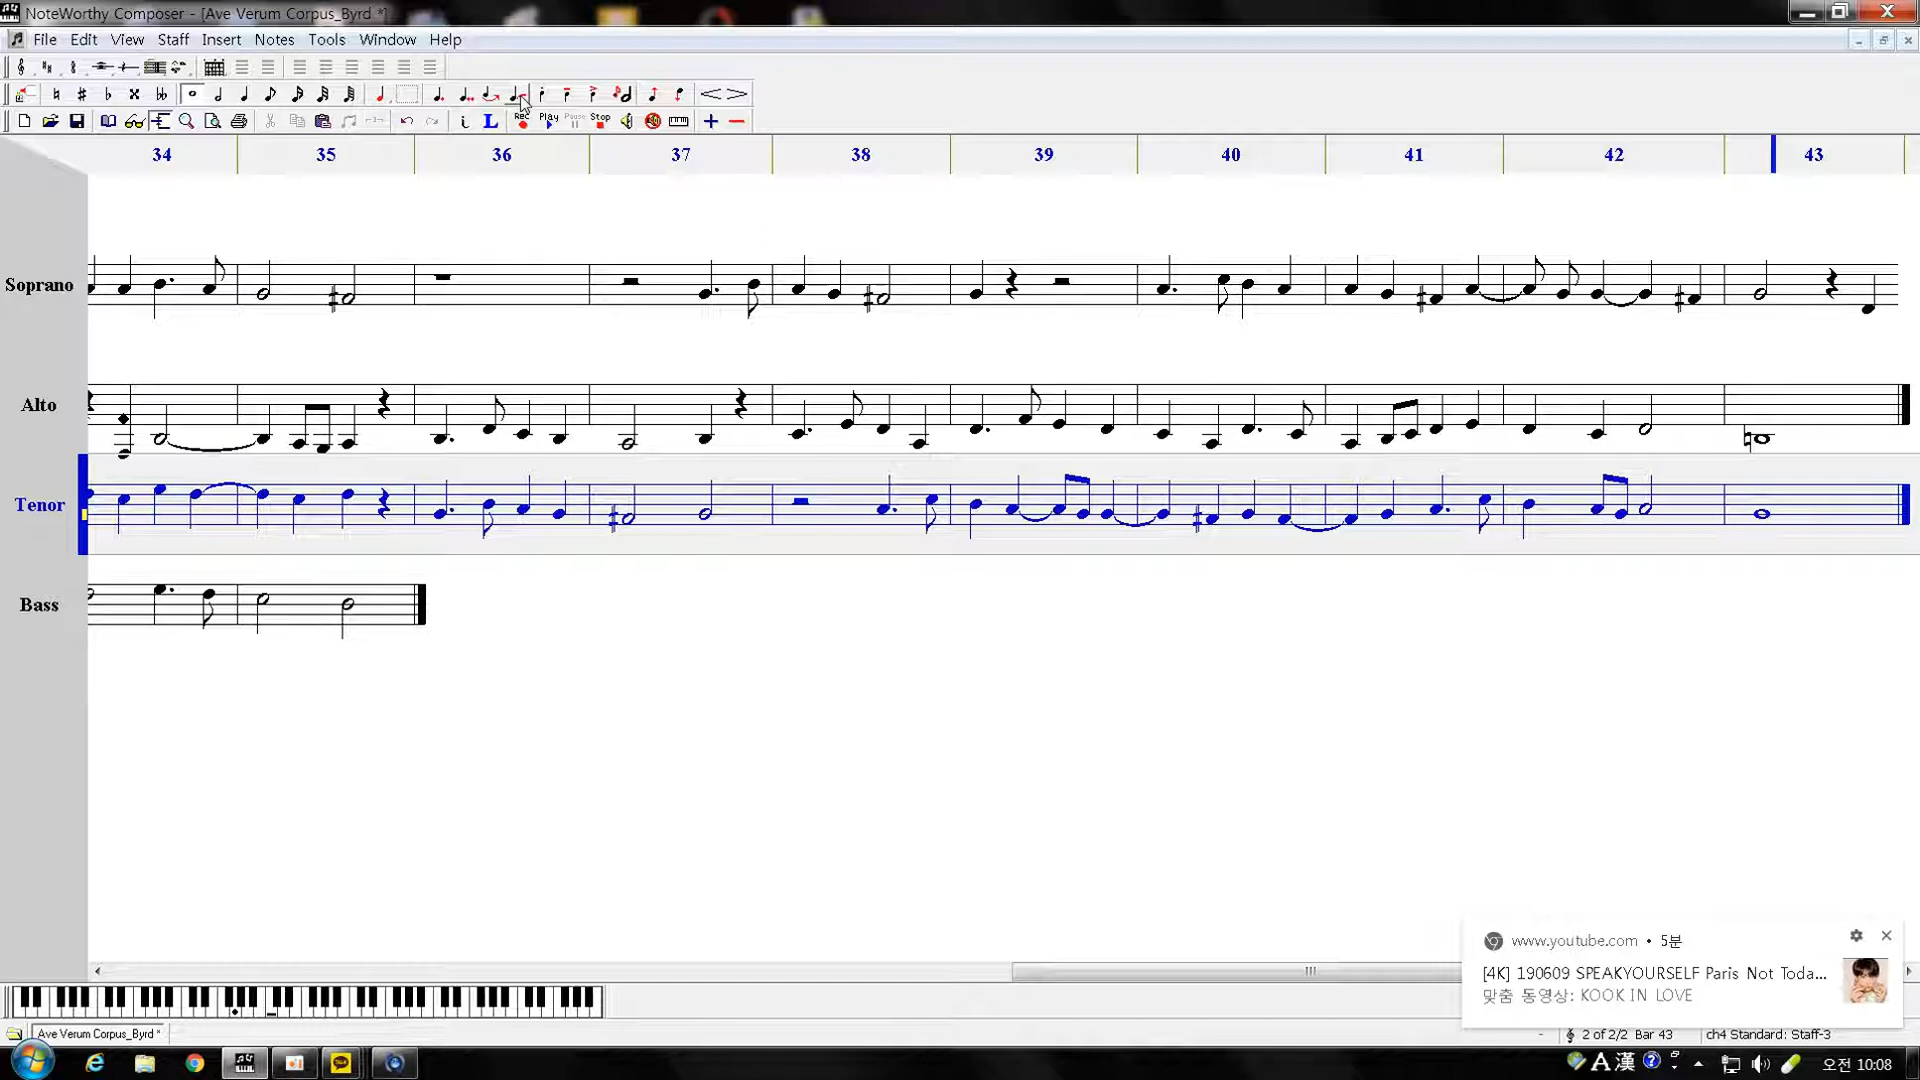 NoteWorthy Composer - [Ave Verum Corpus_Byrd *]
File Edit View Staff Insert Notes Tools Window Help
Rec Play Pause Stop
34 35 36 37 38 39 40 41 42 43
Soprano
Alto
Tenor
Bass
www.youtube.com • 5분
[4K] 190609 SPEAKYOURSELF Paris Not Toda...
맞춤 동영상: KOOK IN LOVE
Ave Verum Corpus_Byrd *
2 of 2/2 Bar 43
ch4 Standard: Staff-3
A 漢
오전 10:08